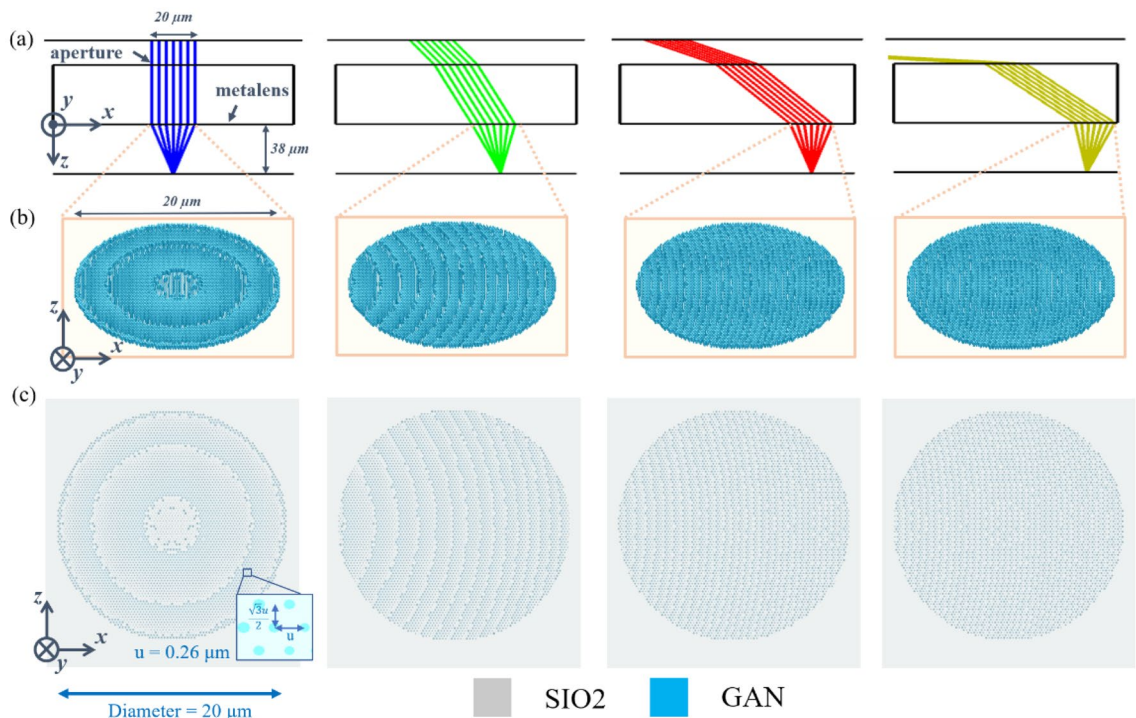 (a)
20 μm
aperture
metalens
y
x
z
38 μm
(b)
20 μm
z
x
y
(c)
√3u
2
u
z
x
y
u = 0.26 μm
Diameter = 20 μm
SIO2
GAN